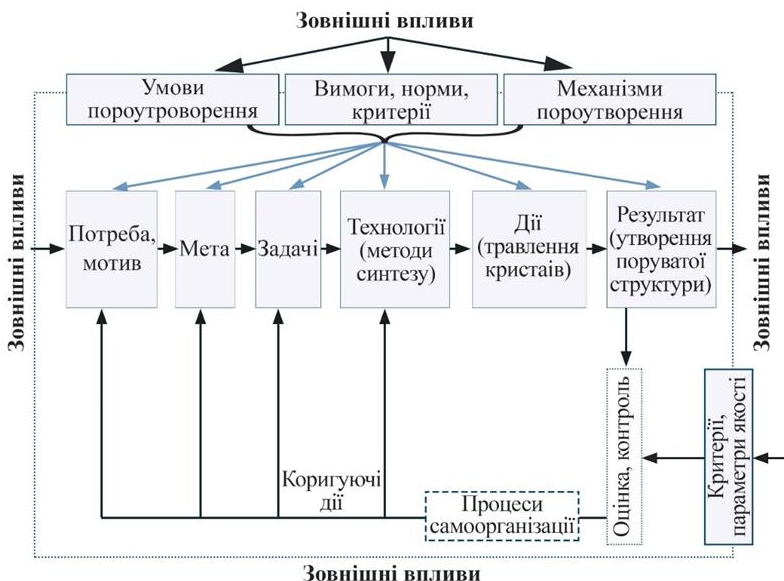 Зовнішні впливи
Умови
пороутроворення
Вимоги, норми,
критерії
Механізми
пороутворення
Зовнішні впливи
Потреба,
мотив
Мета
Задачі
Технології
(методи
синтезу)
Дії
(травлення
кристаів)
Результат
(утворення
поруватої
структури)
Зовнішні впливи
Оцінка, контроль
Критерії,
параметри якості
Коригуючі
дії
Процеси
самоорганізації
Зовнішні впливи